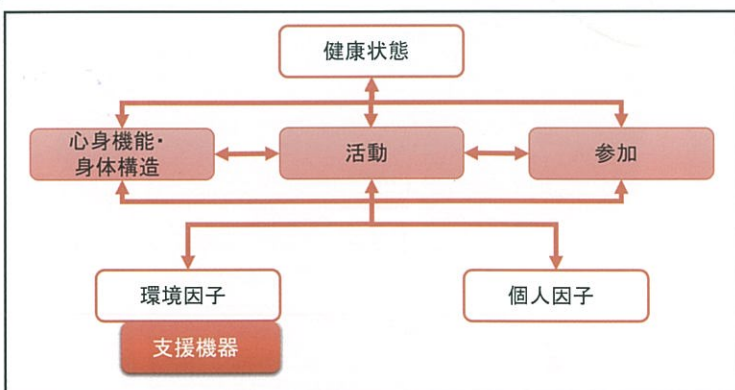 健康状態
心身機能・
身体構造
活動
参加
環境因子
個人因子
支援機器